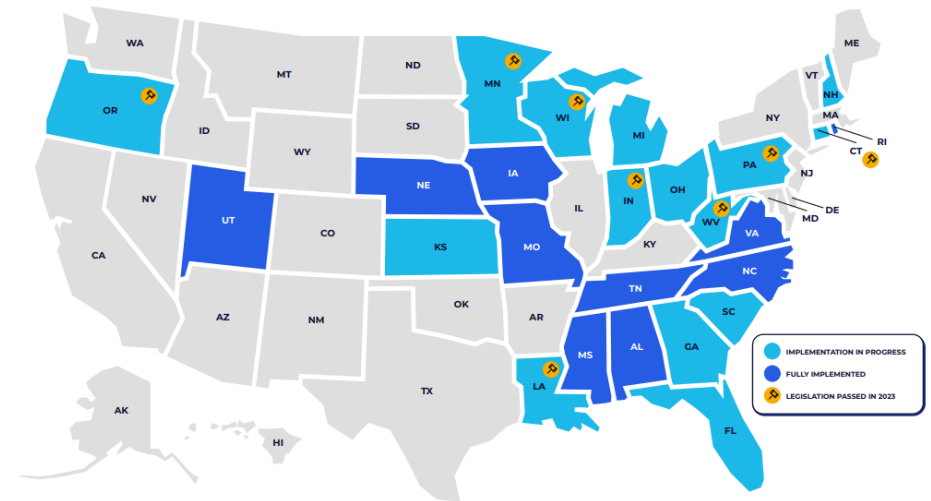 WA
MT
ND
MN
ME
VT
NH
OR
ID
SD
WI
NY
MA
MI
RI
CT
WY
PA
NE
IA
NJ
NV
UT
IL
IN
OH
DE
MD
CO
KS
MO
KY
WV
VA
CA
NC
TN
OK
AZ
NM
AR
SC
MS
AL
GA
IMPLEMENTATION IN PROGRESS
FULLY IMPLEMENTED
LA
LEGISLATION PASSED IN 2023
TX
AK
FL
HI